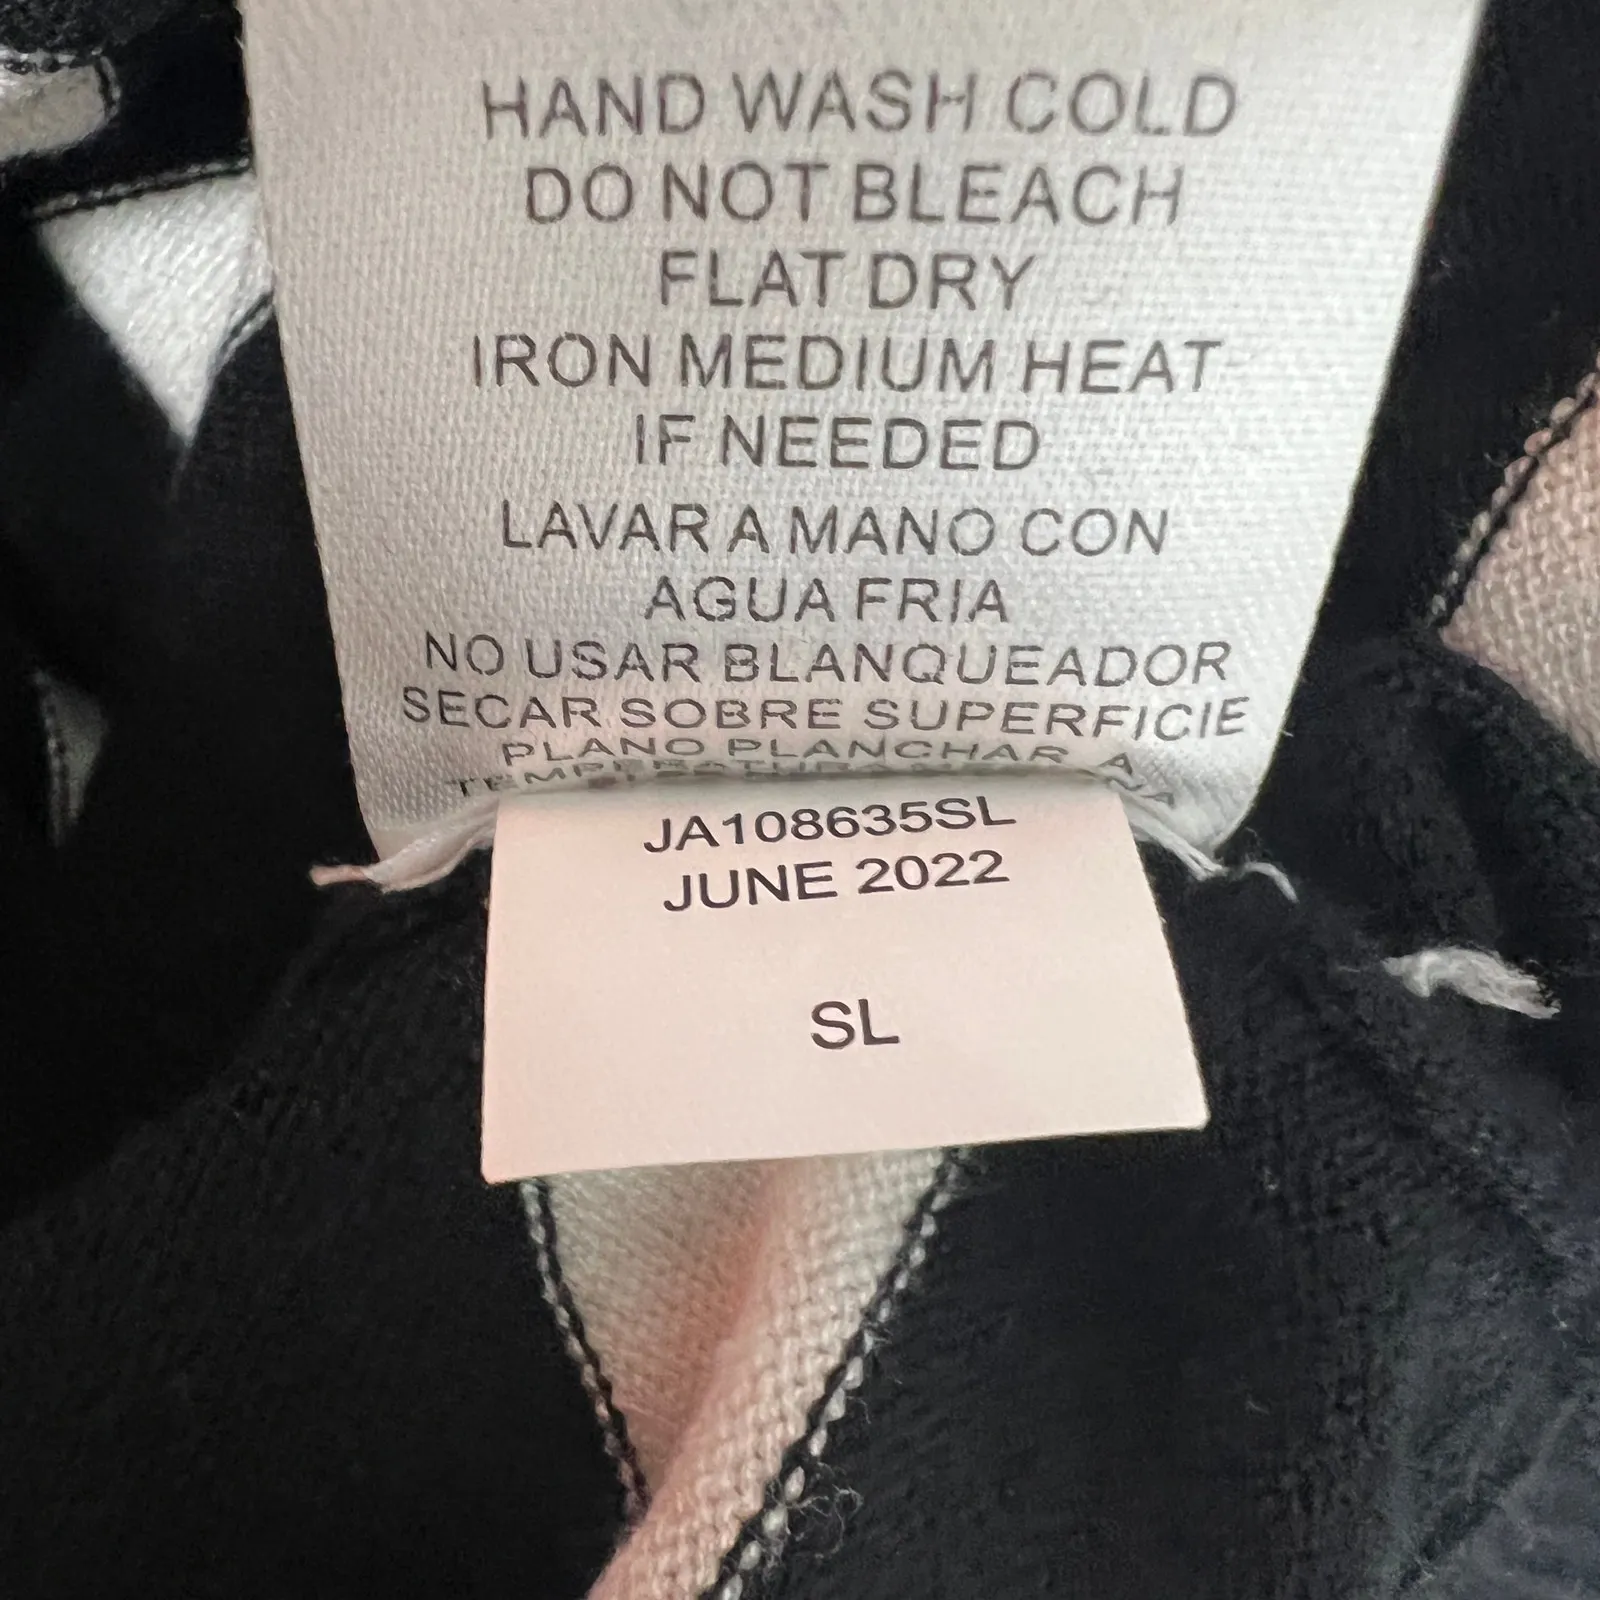 HAND WASH COLD
DO NOT BLEACH
FLAT DRY
IRON MEDIUM HEAT
IF NEEDED
LAVAR A MANO CON
AGUA FRIA
NO USAR BLANQUEADOR
SECAR SOBRE SUPERFICIE
PLANO PLANCHAR A
TEMPERATURA
JA108635SL
JUNE 2022
SL